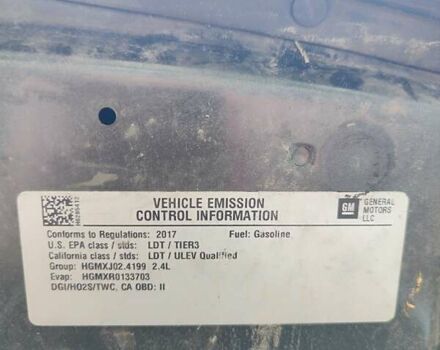 VEHICLE EMISSION
CONTROL INFORMATION
GM
GENERAL
MOTORS
LLC
Conforms to Regulations: 2017 Fuel: Gasoline
U.S. EPA class / stds: LDT / TIER3
California class / stds: LDT / ULEV Qualified
Group: HGMXJ02.4199 2.4L
Evap: HGMXR0133703
DGI/HO2S/TWC, CA OBD: II